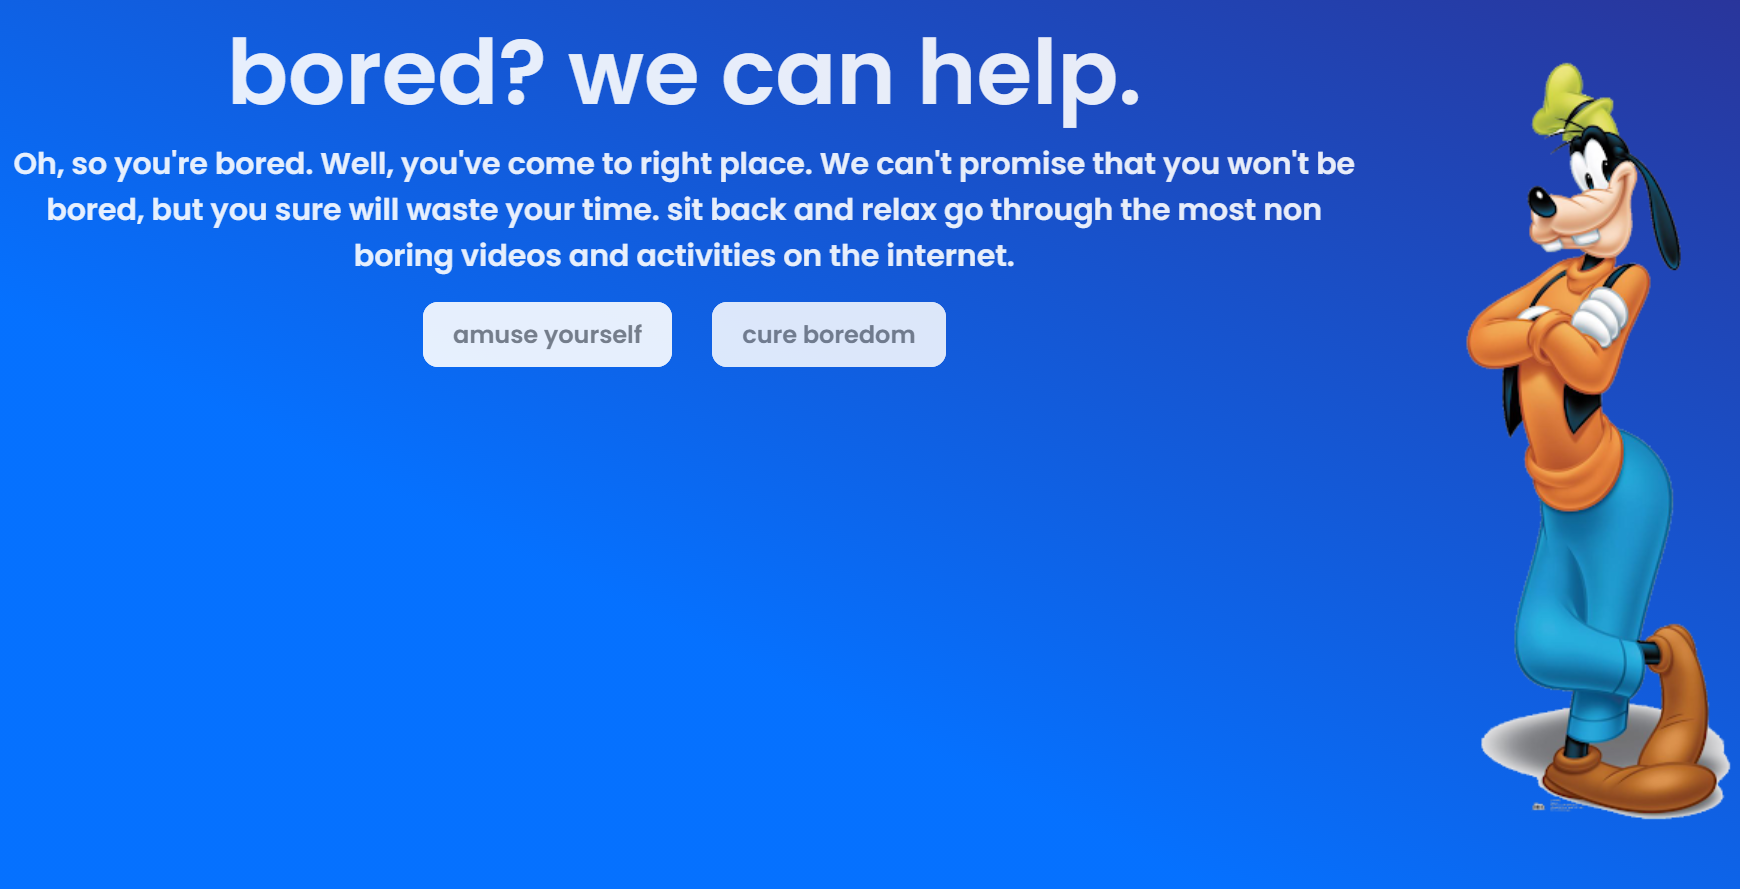 bored? we can help.
Oh, so you're bored. Well, you've come to right place. We can't promise that you won't be
bored, but you sure will waste your time. sit back and relax go through the most non
boring videos and activities on the internet.
amuse yourself
cure boredom